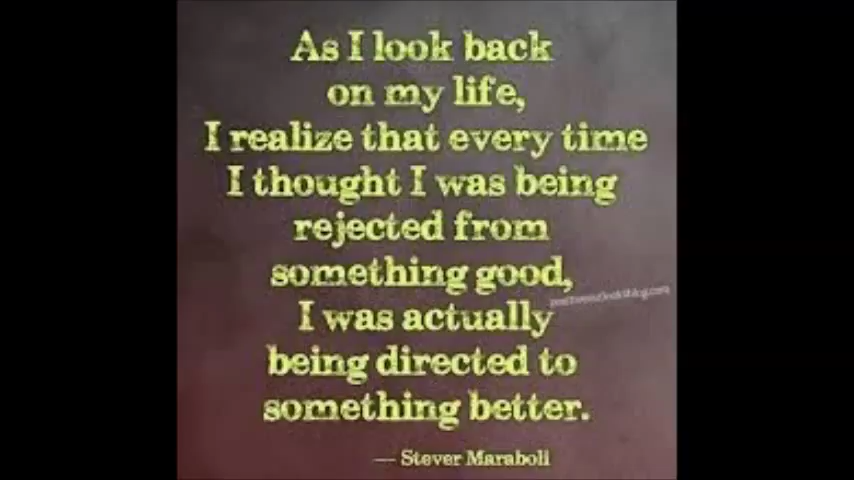 As I look back
on my life,
I realize that every time
I thought I was being
rejected from
something good,
I was actually
being directed to
something better.
— Stever Maraboli